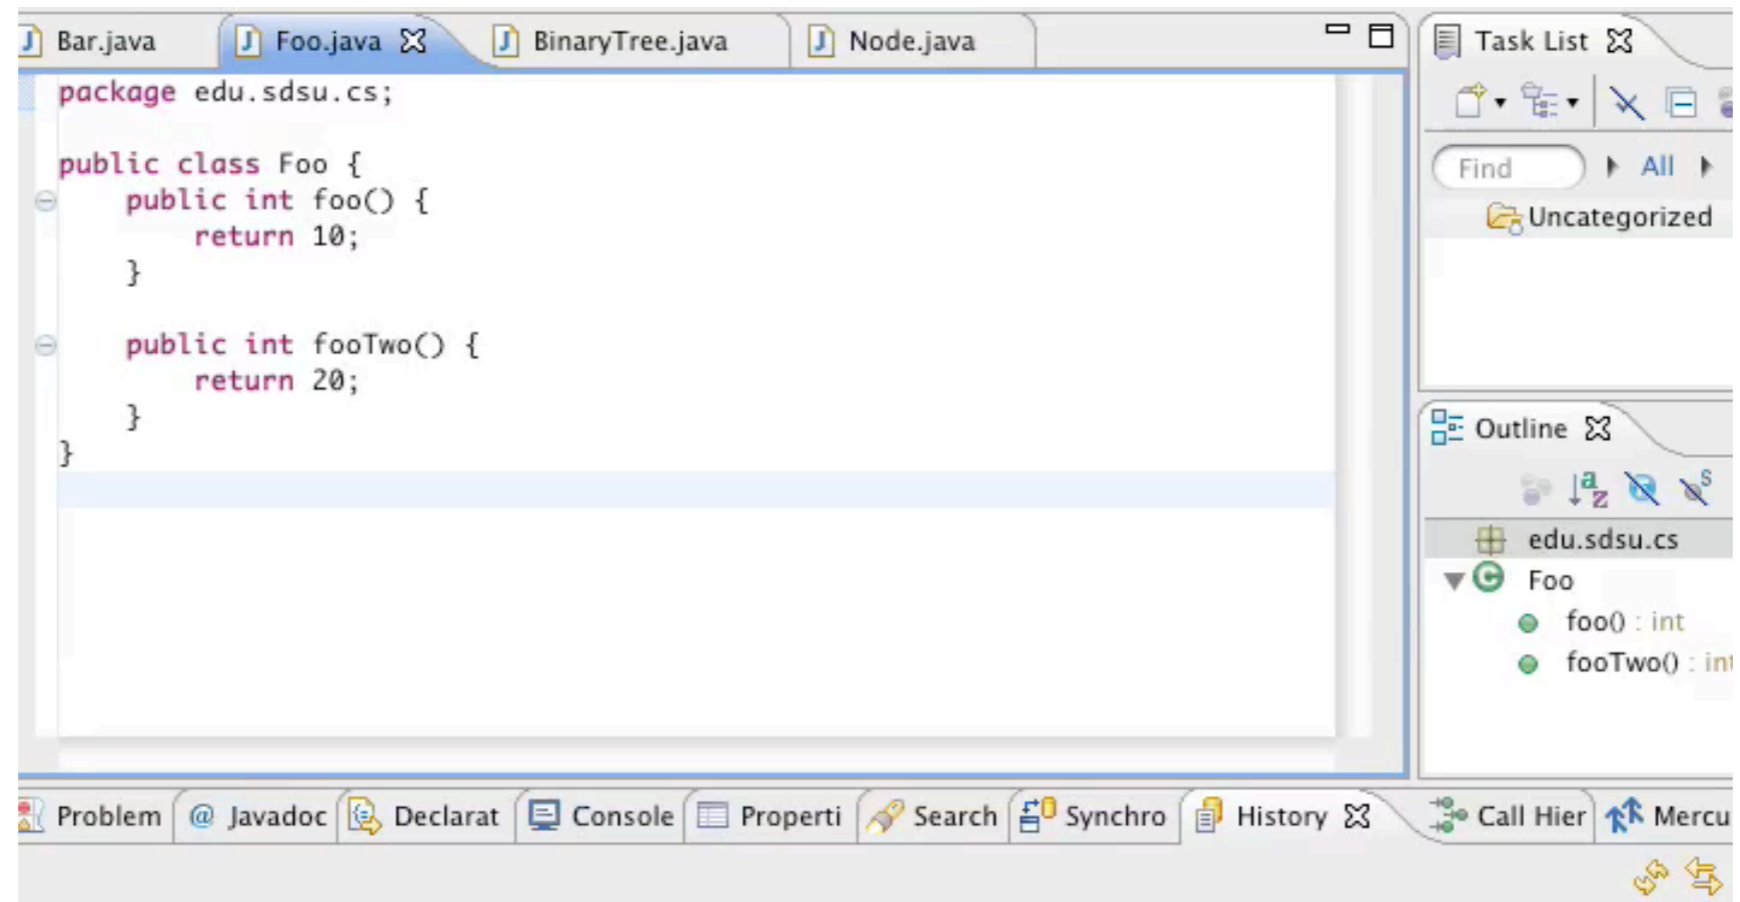 Bar.java Foo.java BinaryTree.java Node.java
package edu.sdsu.cs;
public class Foo {
public int foo() {
return 10;
}
public int fooTwo() {
return 20;
}
}
Task List
Find All
Uncategorized
Outline
edu.sdsu.cs
Foo
foo() : int
fooTwo() : int
Problem @ Javadoc Declarat Console Properti Search Synchro History Call Hier Mercu